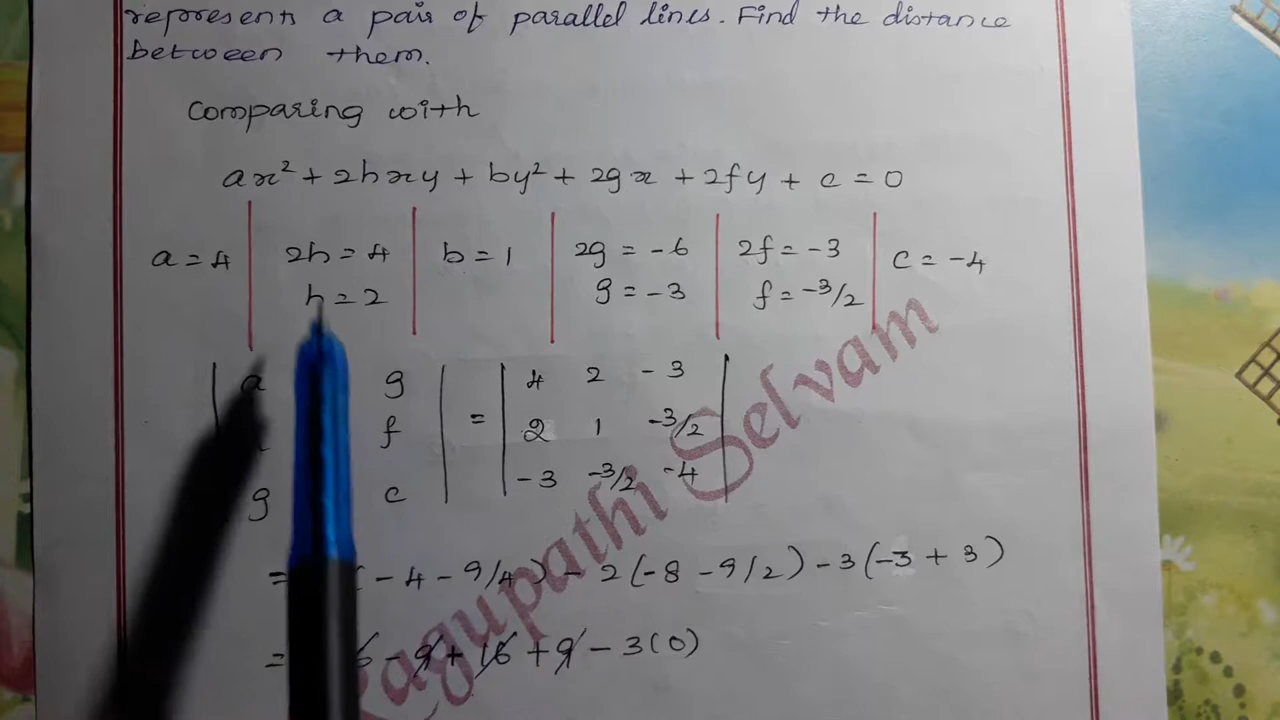 represents a pair of parallel lines. Find the distance
between them.
Comparing with
ax² + 2hxy + by² + 2gx + 2fy + c = 0
a = 4 2h = 4 b = 1 2g = -6 2f = -3 c = -4
h = 2 g = -3 f = -3/2
a g 4 2 -3
f = 2 1 -3/2
g c -3 -3/2 -4
= (-4 - 9/4) - 2(-8 - 9/2) - 3(-3 + 3)
= 6 - 9 + 16 + 9 - 3(0)
Ragupathi Selvam